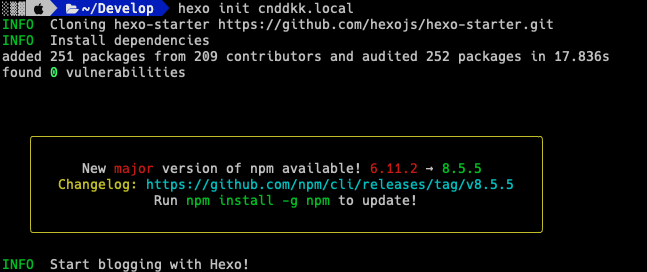 ~/Develop hexo init cnddkk.local
INFO  Cloning hexo-starter https://github.com/hexojs/hexo-starter.git
INFO  Install dependencies
added 251 packages from 209 contributors and audited 252 packages in 17.836s
found 0 vulnerabilities
New major version of npm available! 6.11.2 → 8.5.5
Changelog: https://github.com/npm/cli/releases/tag/v8.5.5
Run npm install -g npm to update!
INFO  Start blogging with Hexo!